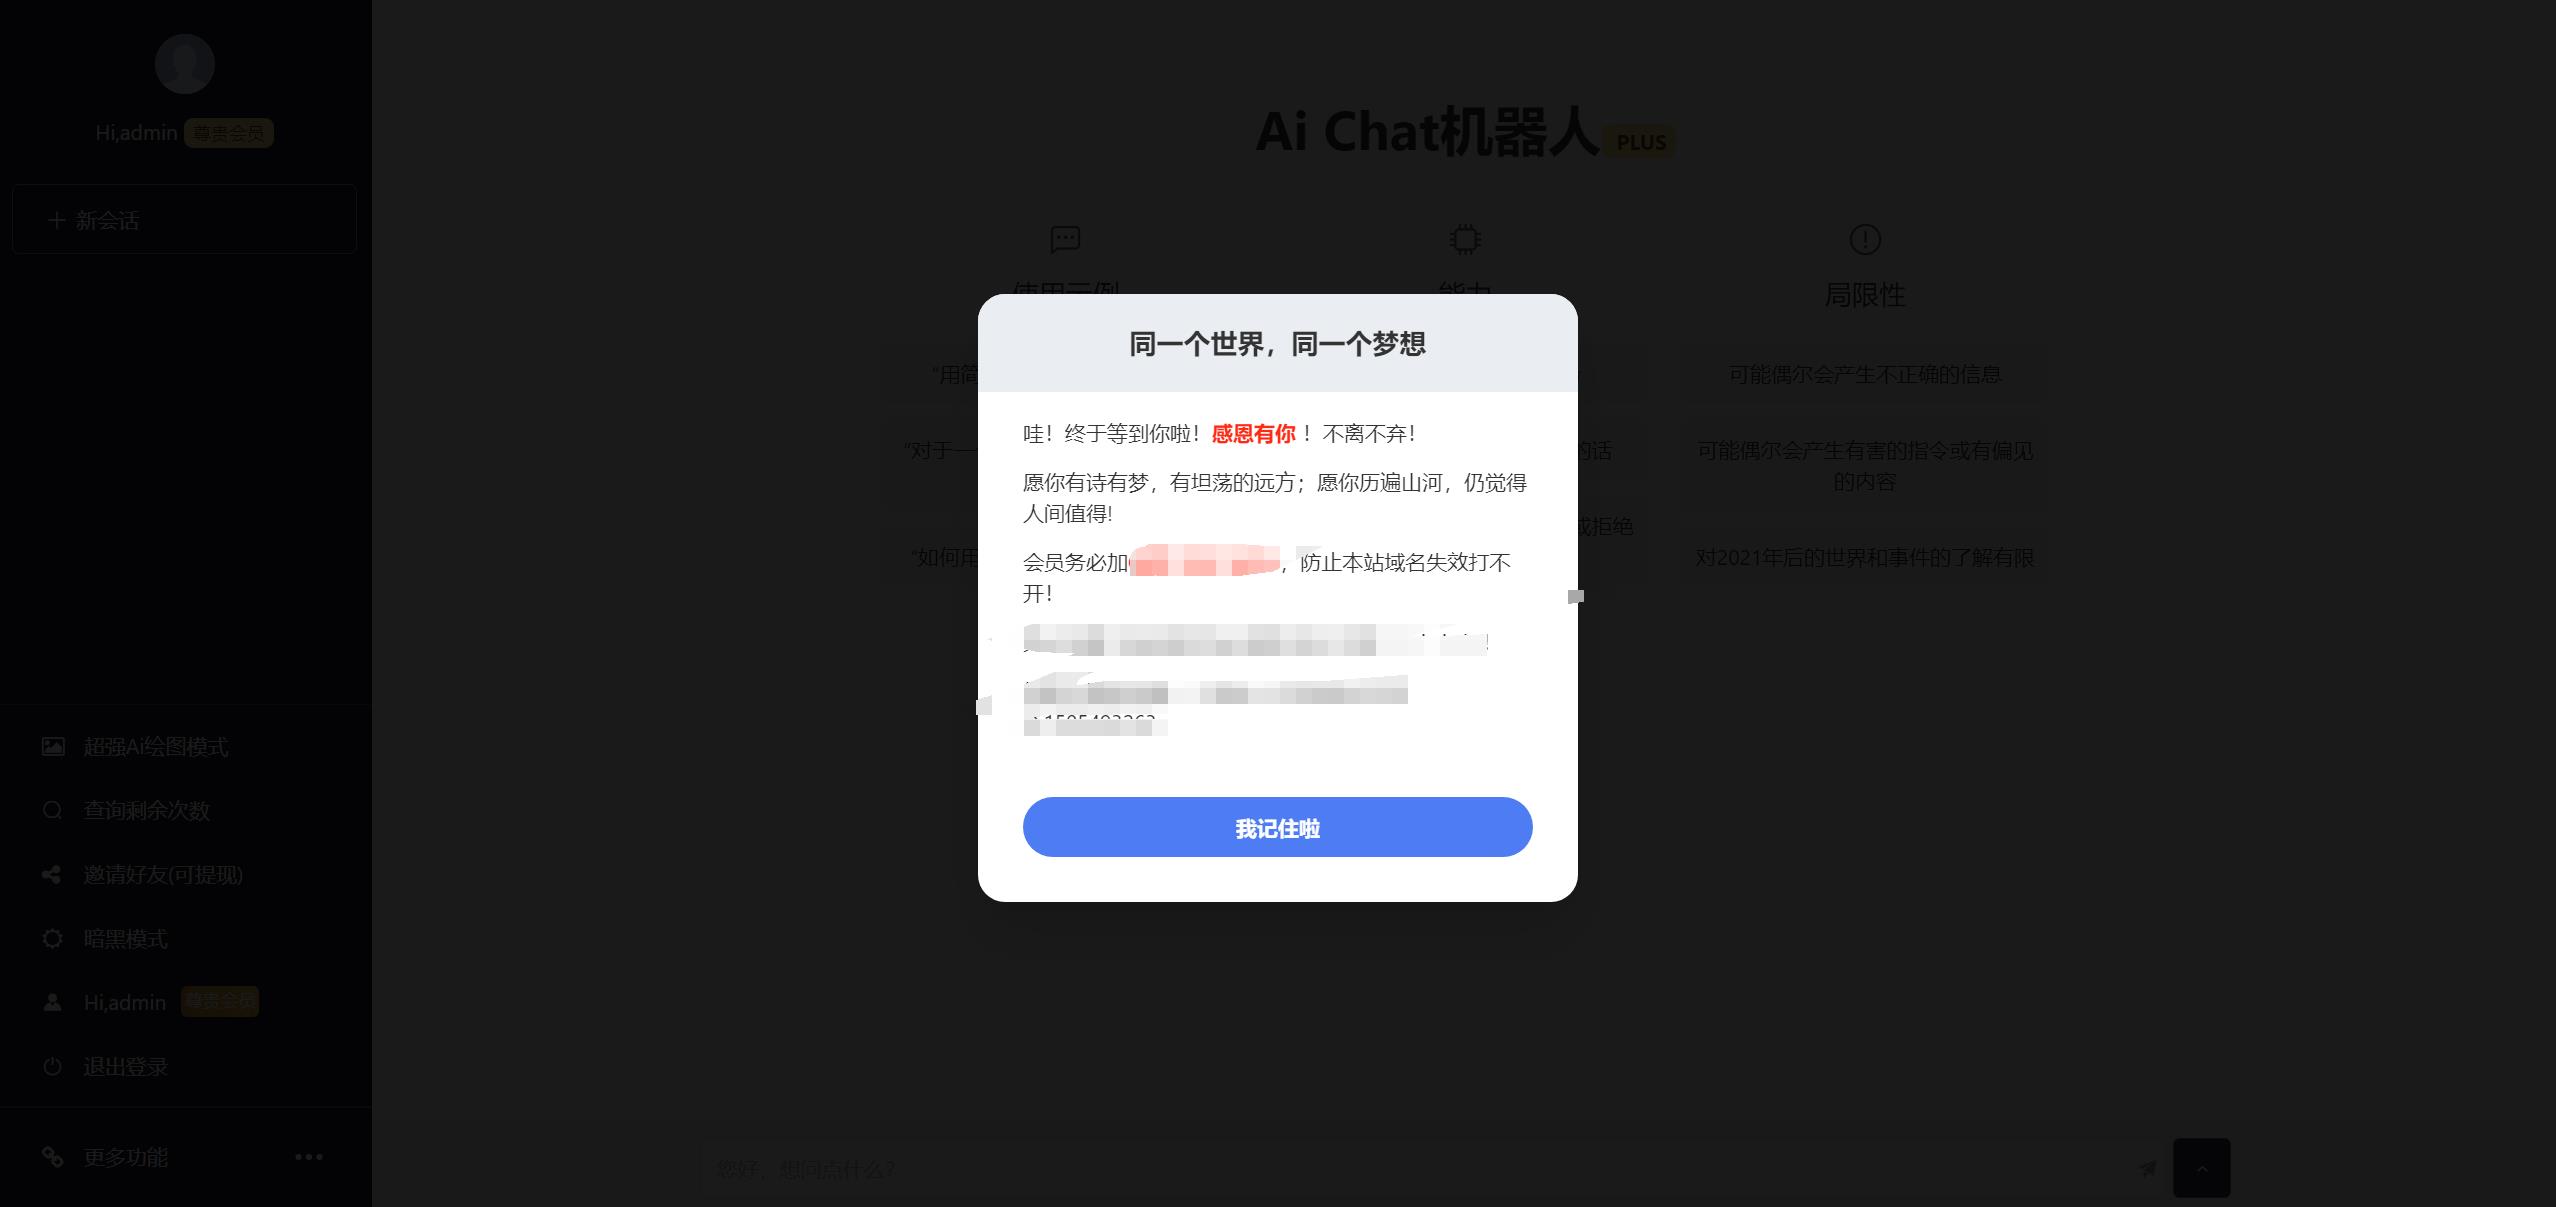 Hi,admin 尊贵会员
新会话
超强Ai绘图模式
查询剩余次数
邀请好友(可提现)
暗黑模式
Hi,admin 尊贵会员
退出登录
更多功能
Ai Chat机器人 PLUS
使用示例
能力
局限性
“用简
“对于一
“如何用
的话
或拒绝
可能偶尔会产生不正确的信息
可能偶尔会产生有害的指令或有偏见
的内容
对2021年后的世界和事件的了解有限
同一个世界，同一个梦想
哇！终于等到你啦！感恩有你 ！不离不弃！
愿你有诗有梦，有坦荡的远方；愿你历遍山河，仍觉得
人间值得!
会员务必加
，防止本站域名失效打不
开！
我记住啦
您好，想问点什么？